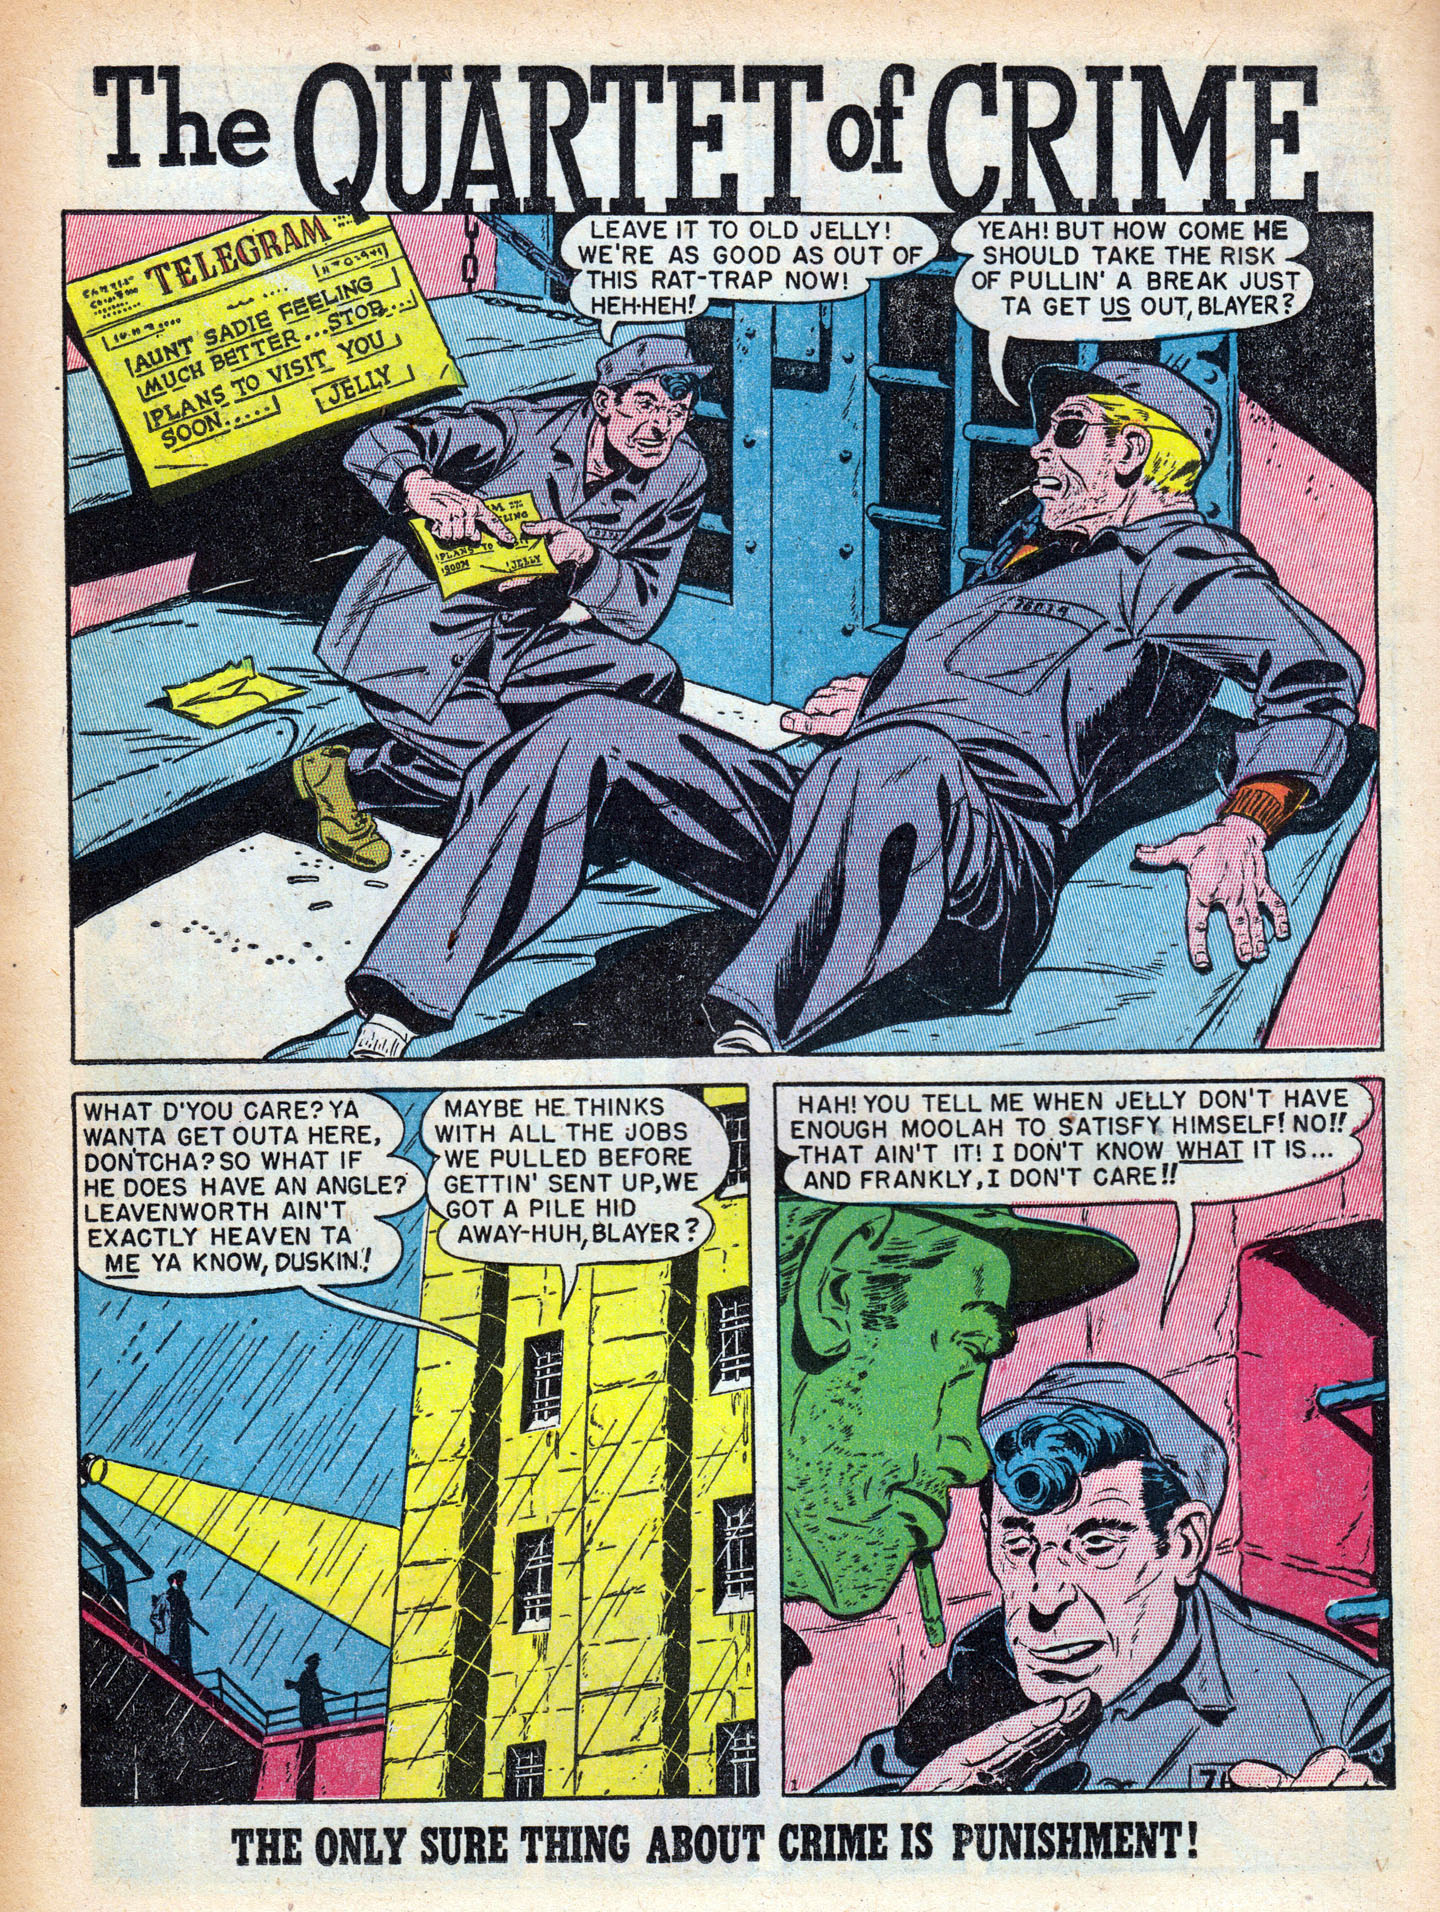 The QUARTET of CRIME
TELEGRAM
AUNT SADIE FEELING
MUCH BETTER...STOP...
PLANS TO VISIT YOU
SOON.....
JELLY
LEAVE IT TO OLD JELLY!
WE'RE AS GOOD AS OUT OF
THIS RAT-TRAP NOW!
HEH-HEH!
YEAH! BUT HOW COME HE
SHOULD TAKE THE RISK
OF PULLIN' A BREAK JUST
TA GET US OUT, BLAYER?
PLANS TO
SOON
JELLY
76014
WHAT D'YOU CARE? YA
WANTA GET OUTA HERE,
DON'TCHA? SO WHAT IF
HE DOES HAVE AN ANGLE?
LEAVENWORTH AIN'T
EXACTLY HEAVEN TA
ME YA KNOW, DUSKIN!
MAYBE HE THINKS
WITH ALL THE JOBS
WE PULLED BEFORE
GETTIN' SENT UP, WE
GOT A PILE HID
AWAY-HUH, BLAYER?
HAH! YOU TELL ME WHEN JELLY DON'T HAVE
ENOUGH MOOLAH TO SATISFY HIMSELF! NO!!
THAT AIN'T IT! I DON'T KNOW WHAT IT IS...
AND FRANKLY, I DON'T CARE!!
1
THE ONLY SURE THING ABOUT CRIME IS PUNISHMENT!